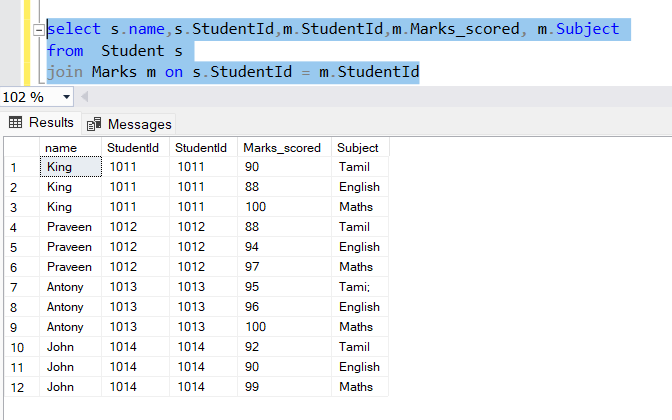 select s.name,s.StudentId,m.StudentId,m.Marks_scored, m.Subject
from  Student s
join Marks m on s.StudentId = m.StudentId
102 %
Results Messages
name StudentId StudentId Marks_scored Subject
1 King 1011 1011 90 Tamil
2 King 1011 1011 88 English
3 King 1011 1011 100 Maths
4 Praveen 1012 1012 88 Tamil
5 Praveen 1012 1012 94 English
6 Praveen 1012 1012 97 Maths
7 Antony 1013 1013 95 Tami;
8 Antony 1013 1013 96 English
9 Antony 1013 1013 100 Maths
10 John 1014 1014 92 Tamil
11 John 1014 1014 90 English
12 John 1014 1014 99 Maths